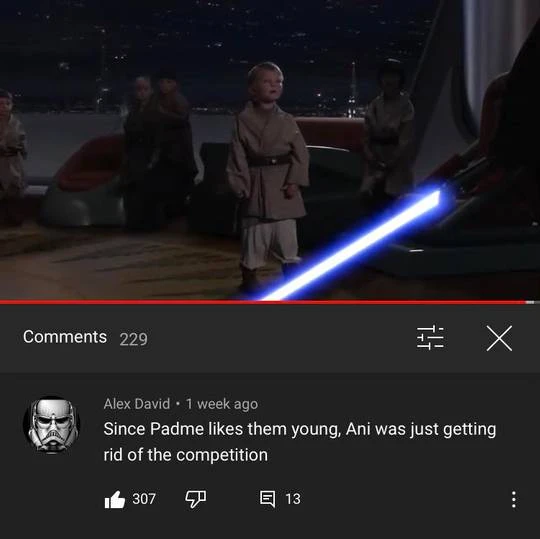 Comments 229
Alex David • 1 week ago
Since Padme likes them young, Ani was just getting
rid of the competition
307 13